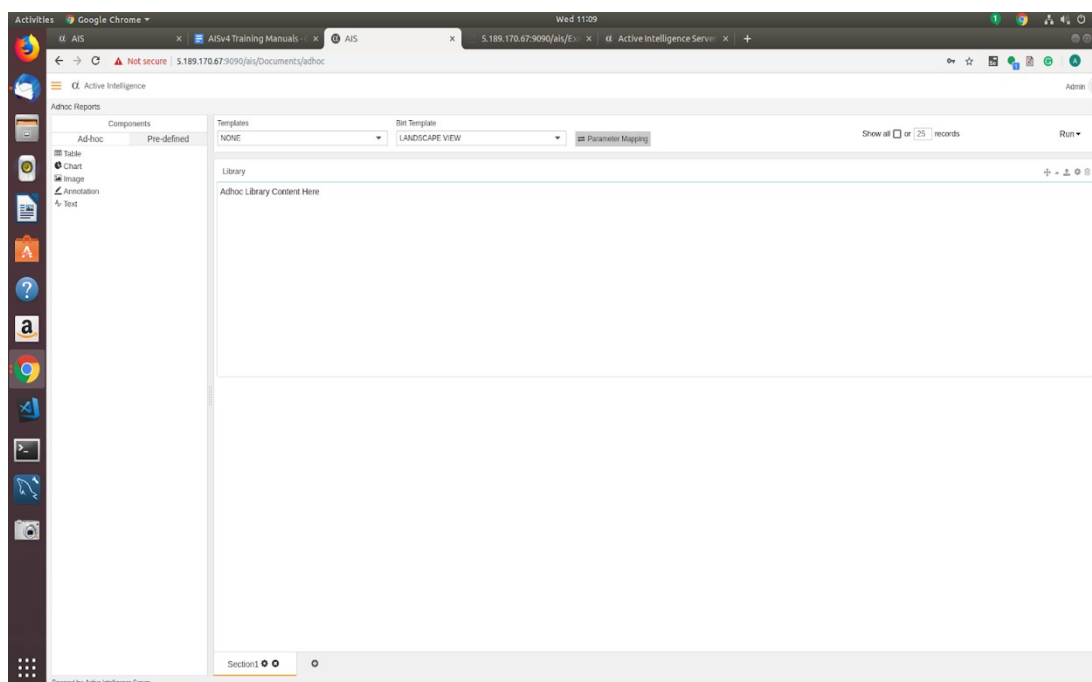 Activities Google Chrome Wed 11:09 1
AIS AISv4 Training Manuals - AIS 5.189.170.67:9090/ais/Ex Active Intelligence Server
Not secure 5.189.170.67:9090/ais/Documents/adhoc
Active Intelligence Admin
Adhoc Reports
Components
Ad-hoc Pre-defined
Table
Chart
Image
Annotation
Text
Templates Birt Template
NONE LANDSCAPE VIEW Parameter Mapping Show all or 25 records Run
Library
Adhoc Library Content Here
Section1